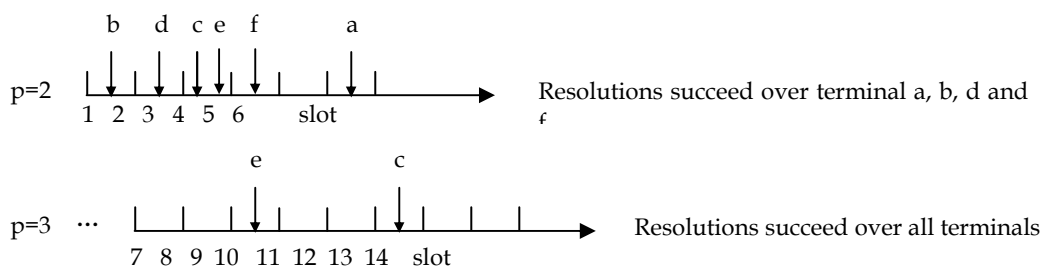 b d c e f a
p=2
Resolutions succeed over terminal a, b, d and
1 2 3 4 5 6 slot
f
e c
p=3 ... Resolutions succeed over all terminals
7 8 9 10 11 12 13 14 slot